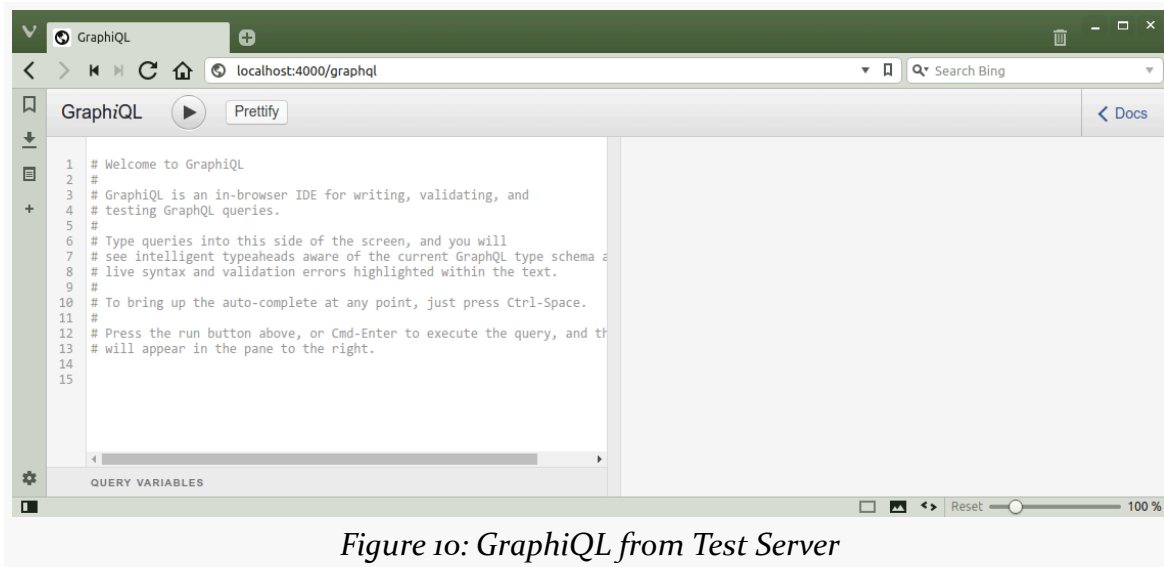 GraphiQL
localhost:4000/graphql
Search Bing
GraphiQL
Prettify
Docs
1 # Welcome to GraphiQL
2 #
3 # GraphiQL is an in-browser IDE for writing, validating, and
4 # testing GraphQL queries.
5 #
6 # Type queries into this side of the screen, and you will
7 # see intelligent typeaheads aware of the current GraphQL type schema a
8 # live syntax and validation errors highlighted within the text.
9 #
10 # To bring up the auto-complete at any point, just press Ctrl-Space.
11 #
12 # Press the run button above, or Cmd-Enter to execute the query, and th
13 # will appear in the pane to the right.
14
15
QUERY VARIABLES
Reset 100 %
Figure 10: GraphiQL from Test Server